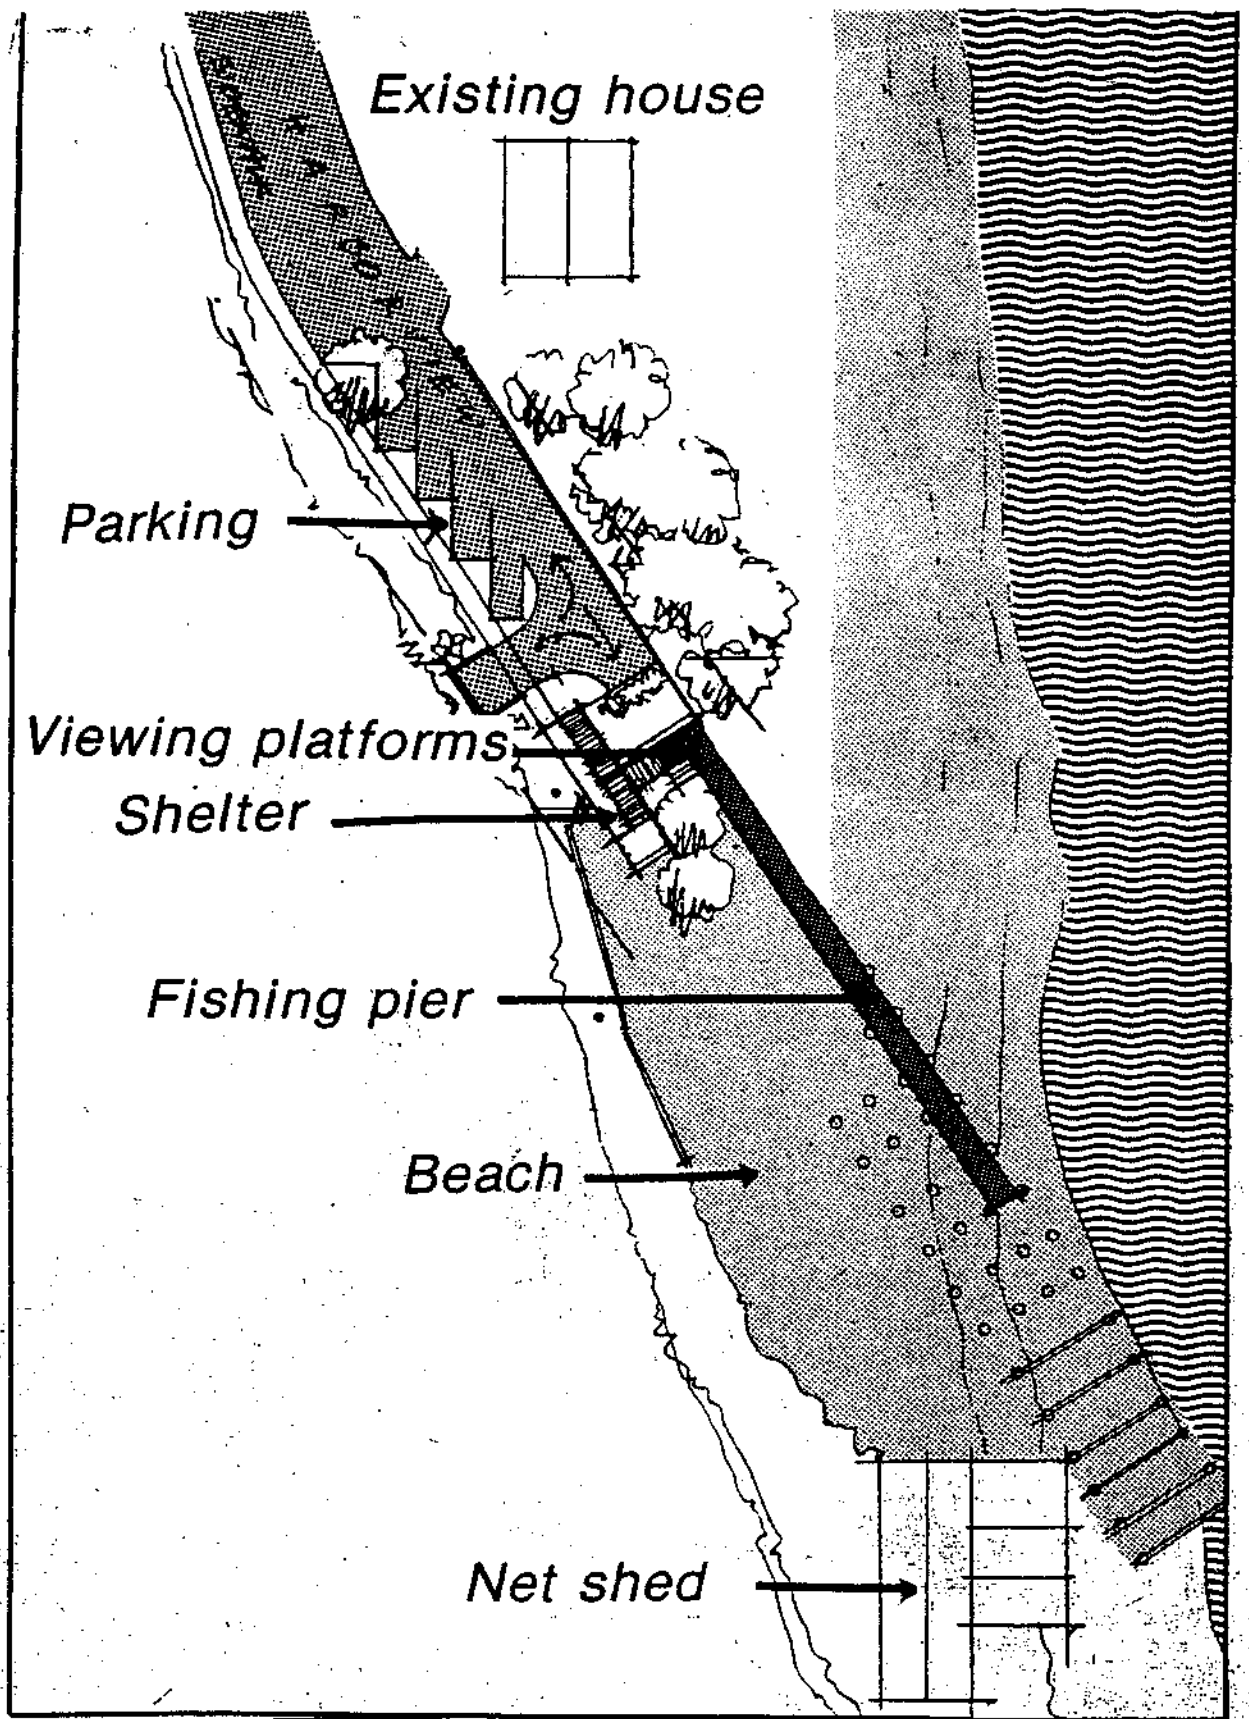 Existing house
Parking
Viewing platforms
Shelter
Fishing pier
Beach
Net shed